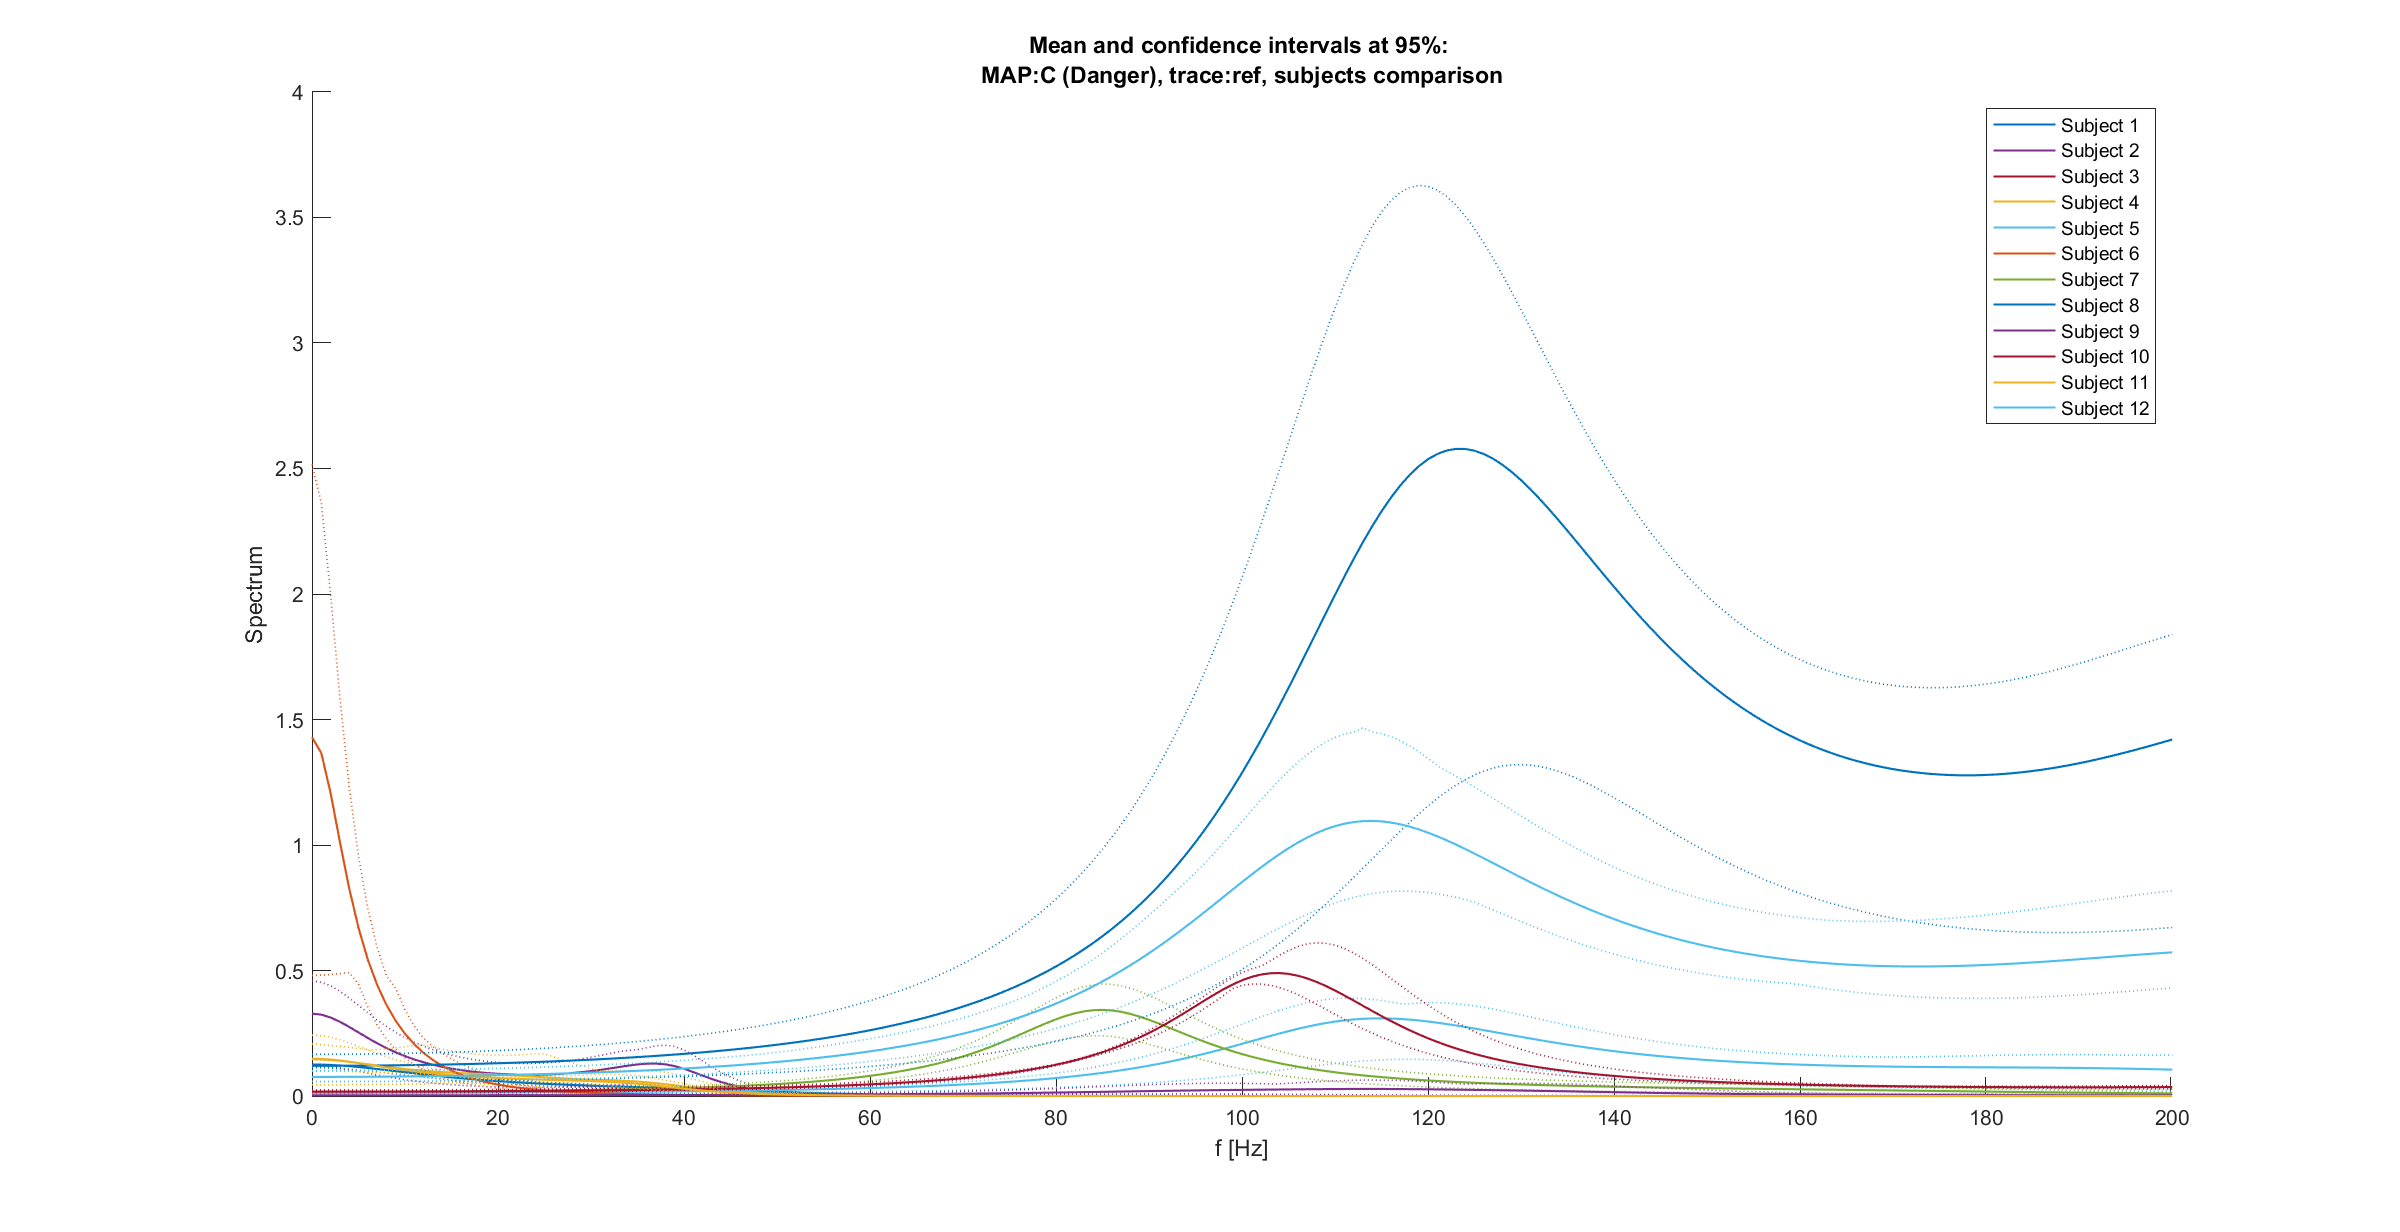 Mean and confidence intervals at 95%:
MAP:C (Danger), trace:ref, subjects comparison
4
3.5
3
2.5
2
1.5
1
0.5
0
Spectrum
Subject 1
Subject 2
Subject 3
Subject 4
Subject 5
Subject 6
Subject 7
Subject 8
Subject 9
Subject 10
Subject 11
Subject 12
0 20 40 60 80 100 120 140 160 180 200
f [Hz]